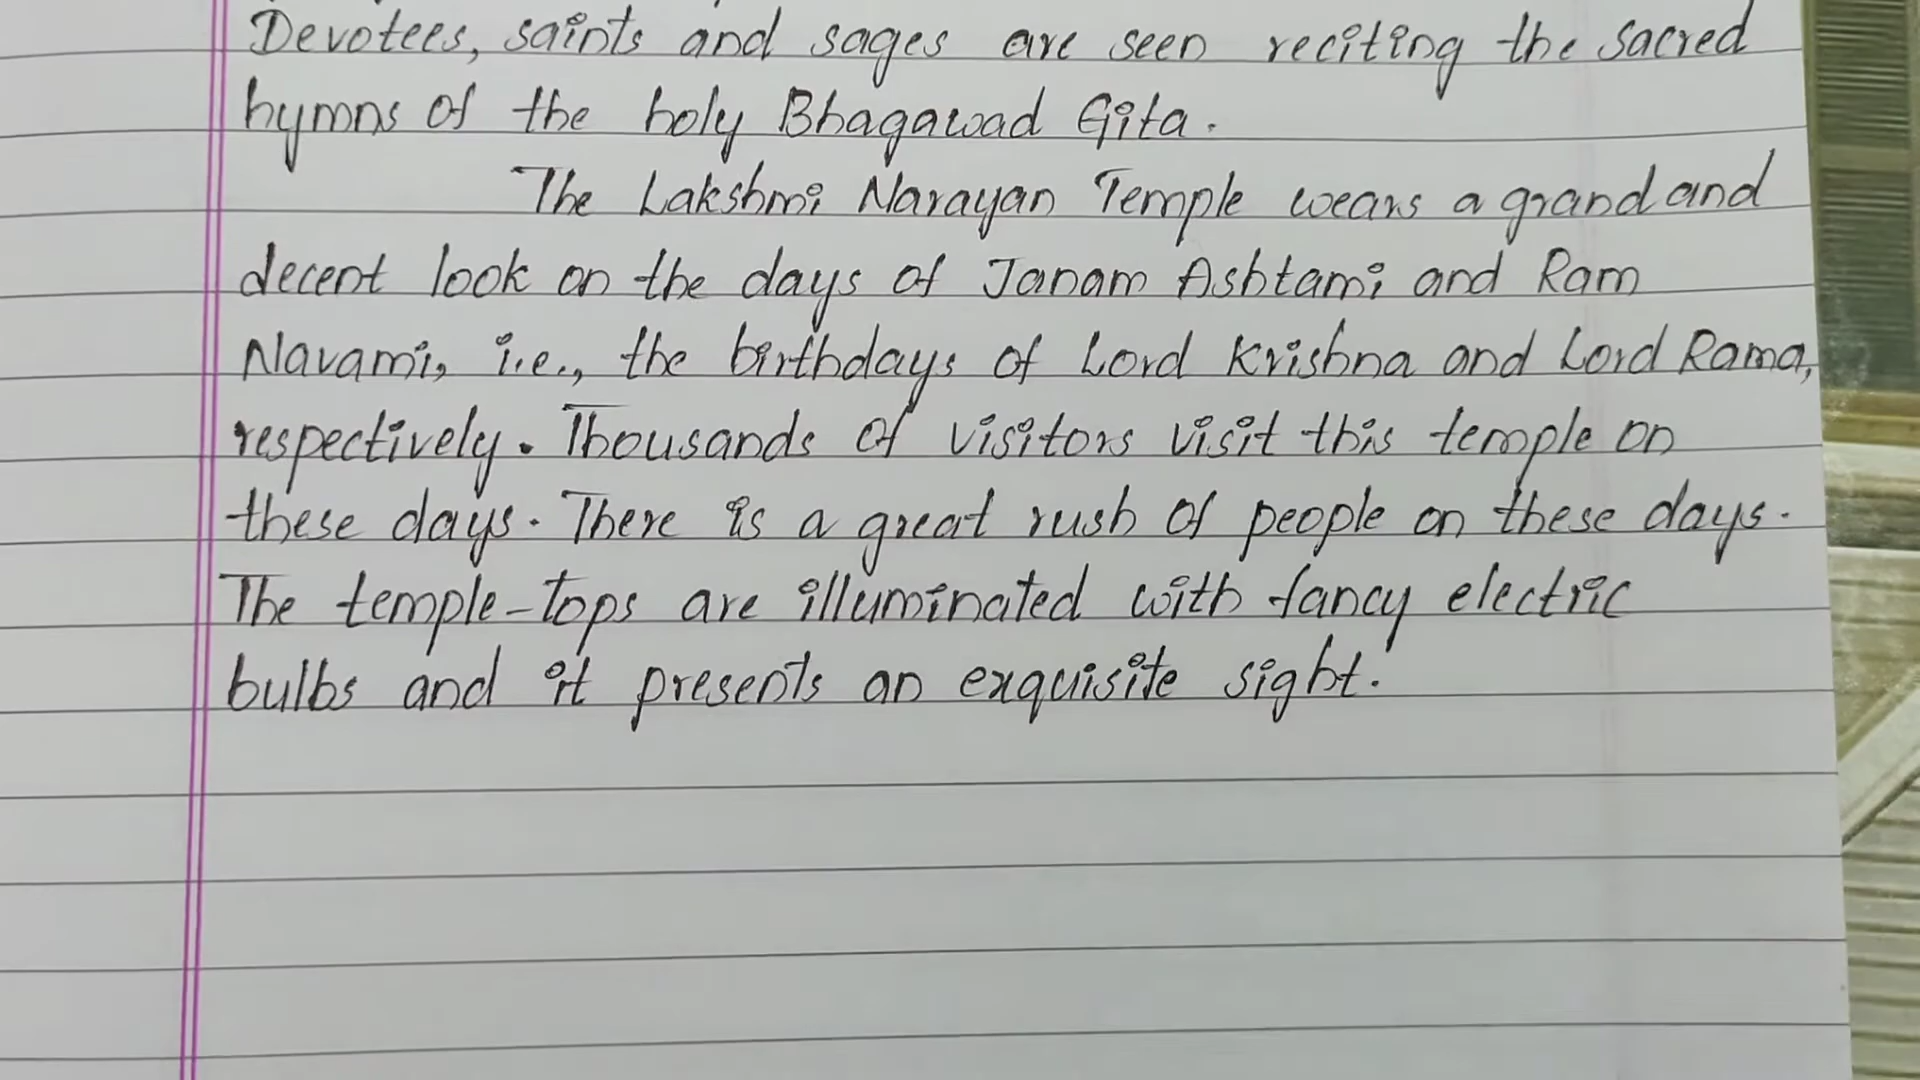 Devotees, saints and sages are seen reciting the sacred
hymns of the holy Bhagawad Gita.
The Lakshmi Narayan Temple wears a grand and
decent look on the days of Janam Ashtami and Ram
Navami, i.e., the birthdays of Lord Krishna and Lord Rama,
respectively. Thousands of visitors visit this temple on
these days. There is a great rush of people on these days.
The temple-tops are illuminated with fancy electric
bulbs and it presents an exquisite sight.